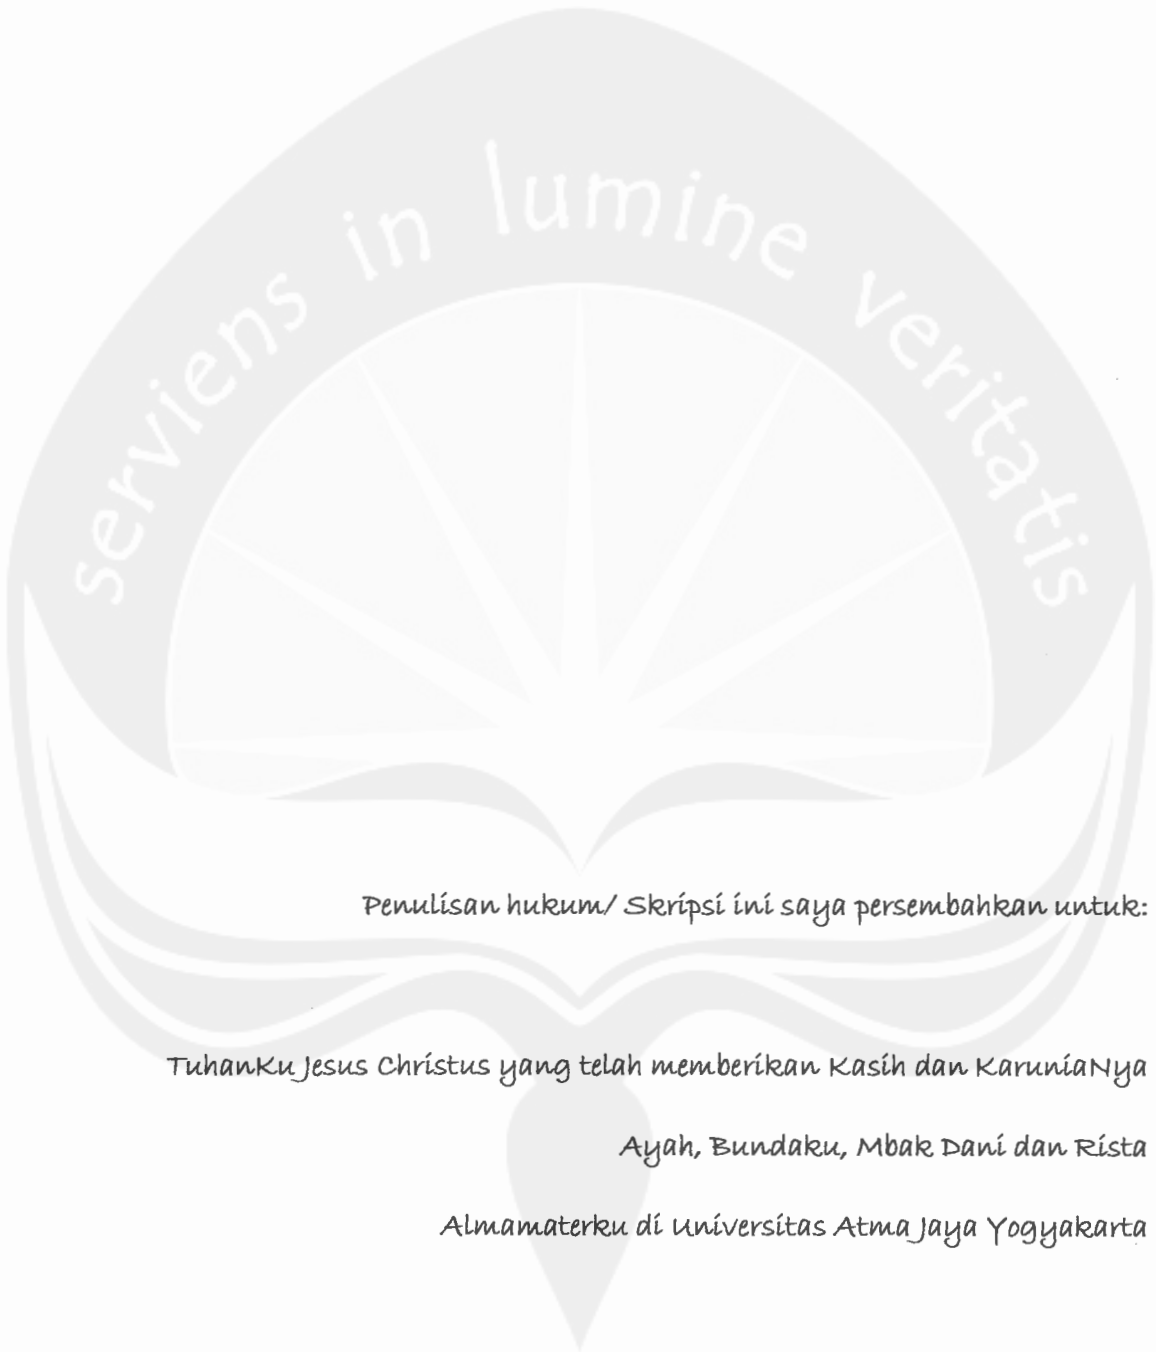 serviens in lumine veritatis
Penulisan hukum/ Skripsi ini saya persembahkan untuk:
TuhanKu Jesus Christus yang telah memberikan Kasih dan KaruniaNya
Ayah, Bundaku, Mbak Dani dan Rista
Almamaterku di Universitas Atma Jaya Yogyakarta